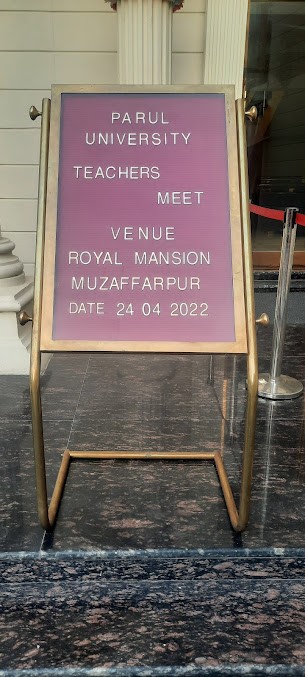 PARUL
UNIVERSITY
TEACHERS
MEET
VENUE
ROYAL MANSION
MUZAFFARPUR
DATE 24 04 2022